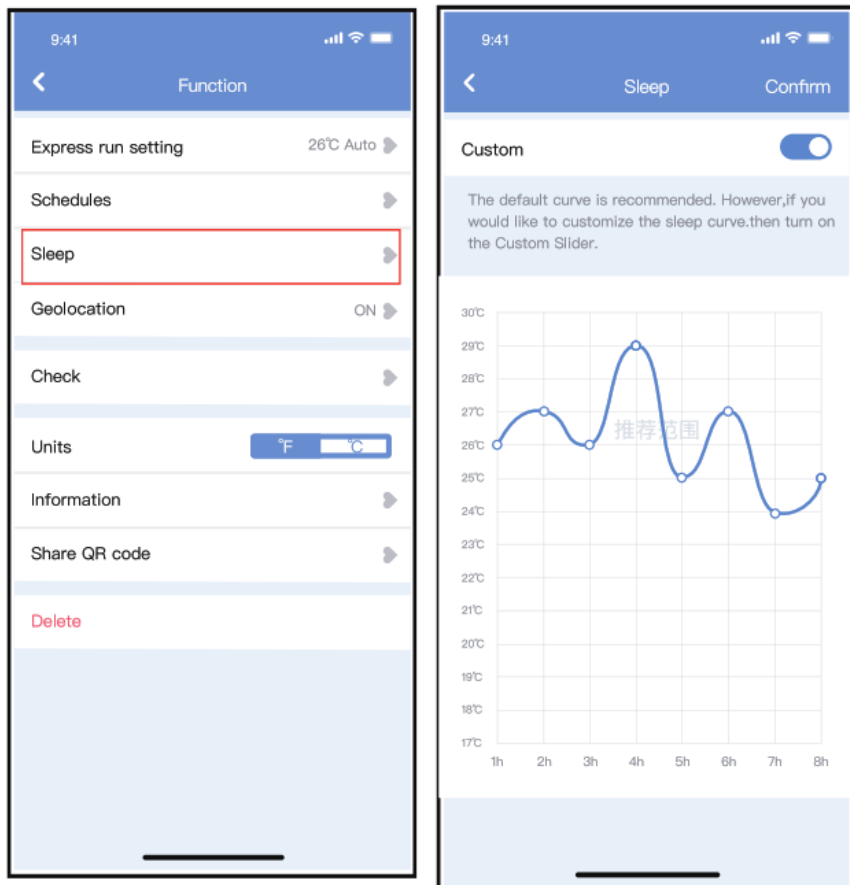 9:41
Function
Express run setting 26℃ Auto
Schedules
Sleep
Geolocation ON
Check
Units ℉ ℃
Information
Share QR code
Delete
9:41
Sleep Confirm
Custom
The default curve is recommended. However,if you
would like to customize the sleep curve.then turn on
the Custom Slider.
30℃
29℃
28℃
27℃
推荐范围
26℃
25℃
24℃
23℃
22℃
21℃
20℃
19℃
18℃
17℃
1h 2h 3h 4h 5h 6h 7h 8h